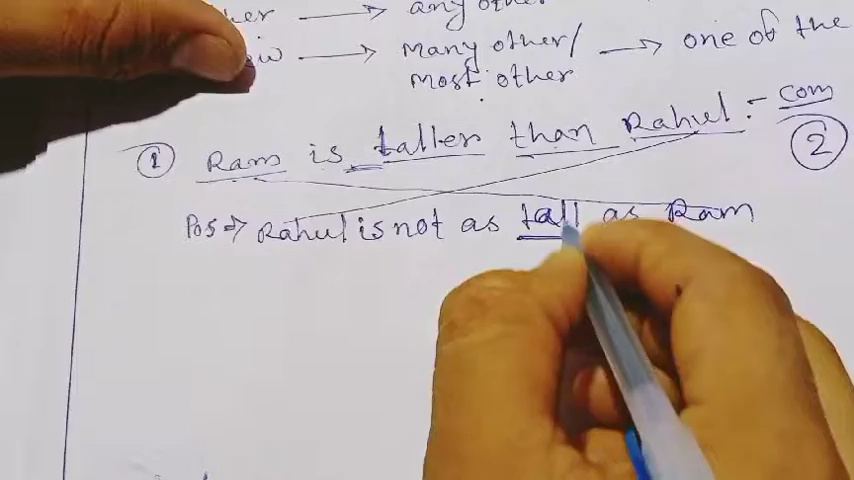 ⟶ any other
⟶ many other/ ⟶ one of the
most other
① Ram is taller than Rahul :- com
②
Pos ⇒ Rahul is not as tall as Ram